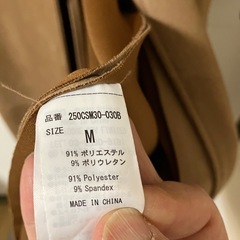 品番 250CSM30-030B
SIZE
M
91% ポリエステル
9% ポリウレタン
91% Polyester
9% Spandex
MADE IN CHINA